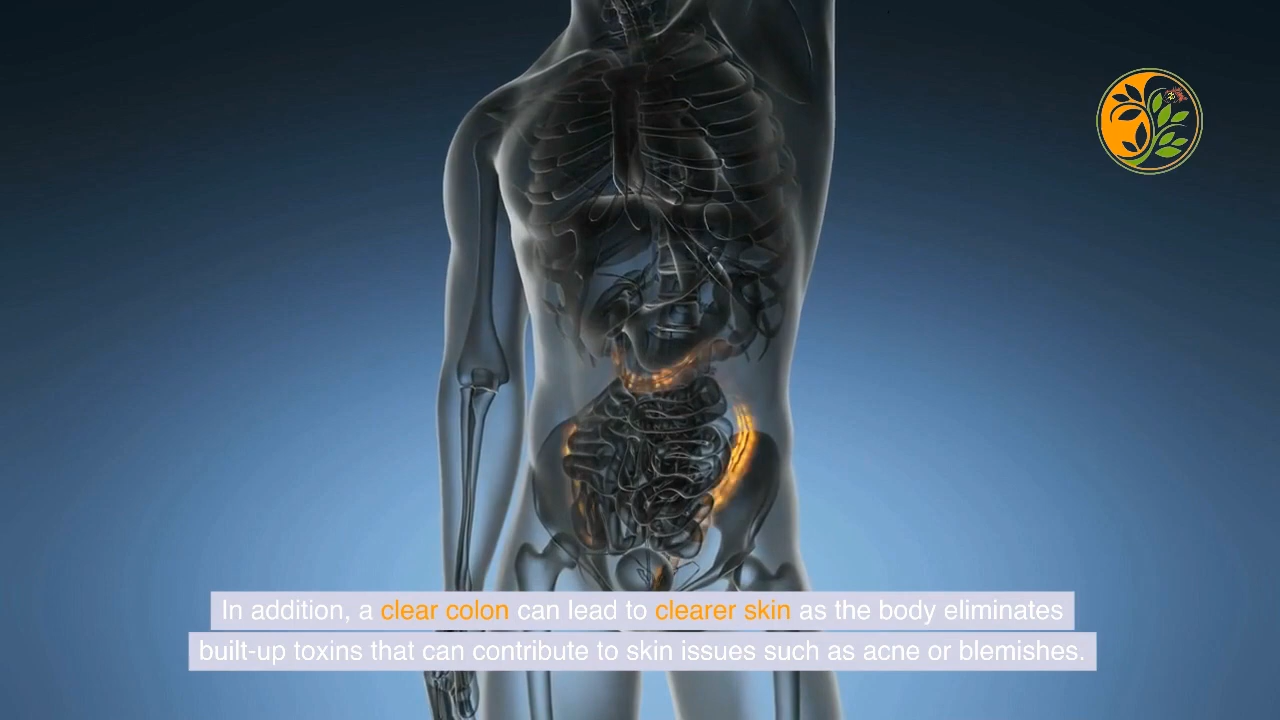 In addition, a clear colon can lead to clearer skin as the body eliminates
built-up toxins that can contribute to skin issues such as acne or blemishes.